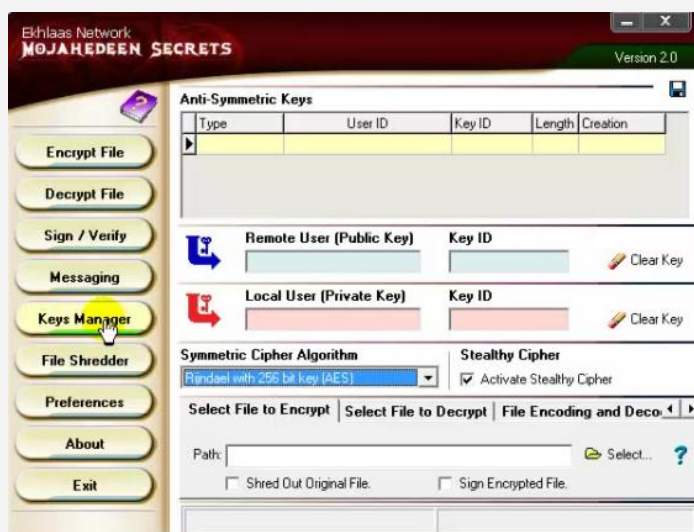 Ekhlaas Network
MOJAHEDEEN SECRETS
Version 2.0
Encrypt File
Decrypt File
Sign / Verify
Messaging
Keys Manager
File Shredder
Preferences
About
Exit
Anti-Symmetric Keys
Type User ID Key ID Length Creation
Remote User (Public Key) Key ID
Clear Key
Local User (Private Key) Key ID
Clear Key
Symmetric Cipher Algorithm Stealthy Cipher
Rijndael with 256 bit key (AES) Activate Stealthy Cipher
Select File to Encrypt Select File to Decrypt File Encoding and Deco
Path: Select... ?
Shred Out Original File. Sign Encrypted File.